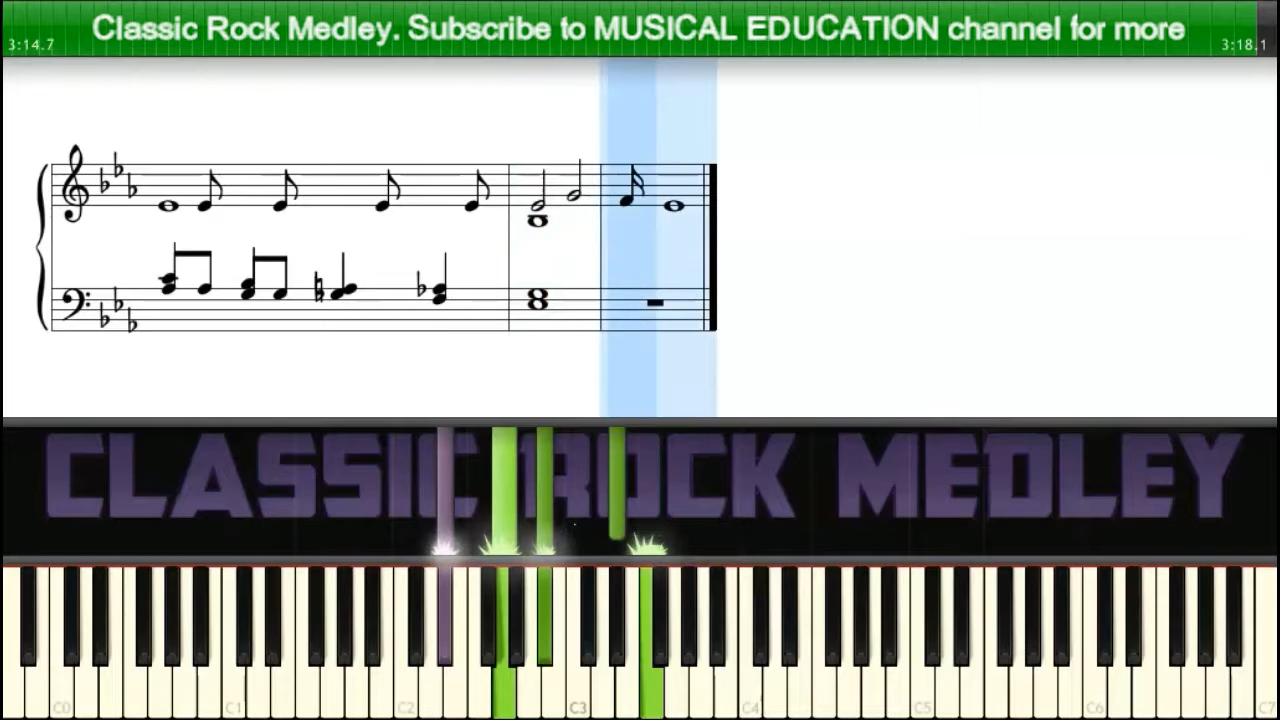 Classic Rock Medley. Subscribe to MUSICAL EDUCATION channel for more
3:14.7 3:18.1
CLASSIC ROCK MEDLEY
C0 C1 C2 C3 C4 C5 C6 C7